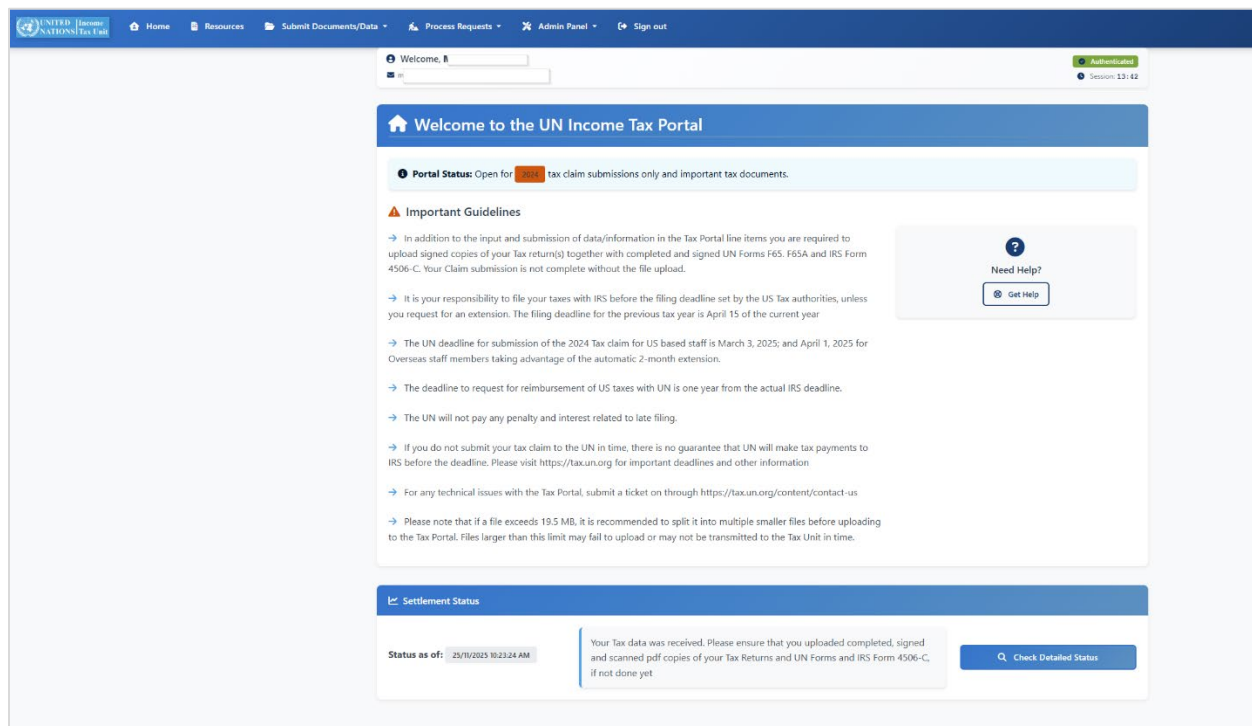 UNITED Income
NATIONS Tax Unit
Home Resources Submit Documents/Data Process Requests Admin Panel Sign out
Welcome,
Authenticated
Session: 13:42
Welcome to the UN Income Tax Portal
Portal Status: Open for 2024 tax claim submissions only and important tax documents.
Important Guidelines
In addition to the input and submission of data/information in the Tax Portal line items you are required to
upload signed copies of your Tax return(s) together with completed and signed UN Forms F65. F65A and IRS Form
4506-C. Your Claim submission is not complete without the file upload.
It is your responsibility to file your taxes with IRS before the filing deadline set by the US Tax authorities, unless
you request for an extension. The filing deadline for the previous tax year is April 15 of the current year
The UN deadline for submission of the 2024 Tax claim for US based staff is March 3, 2025; and April 1, 2025 for
Overseas staff members taking advantage of the automatic 2-month extension.
The deadline to request for reimbursement of US taxes with UN is one year from the actual IRS deadline.
The UN will not pay any penalty and interest related to late filing.
If you do not submit your tax claim to the UN in time, there is no guarantee that UN will make tax payments to
IRS before the deadline. Please visit https://tax.un.org for important deadlines and other information
For any technical issues with the Tax Portal, submit a ticket on through https://tax.un.org/content/contact-us
Please note that if a file exceeds 19.5 MB, it is recommended to split it into multiple smaller files before uploading
to the Tax Portal. Files larger than this limit may fail to upload or may not be transmitted to the Tax Unit in time.
Need Help?
Get Help
Settlement Status
Status as of: 25/11/2025 10:23:24 AM
Your Tax data was received. Please ensure that you uploaded completed, signed
and scanned pdf copies of your Tax Returns and UN Forms and IRS Form 4506-C,
if not done yet
Check Detailed Status